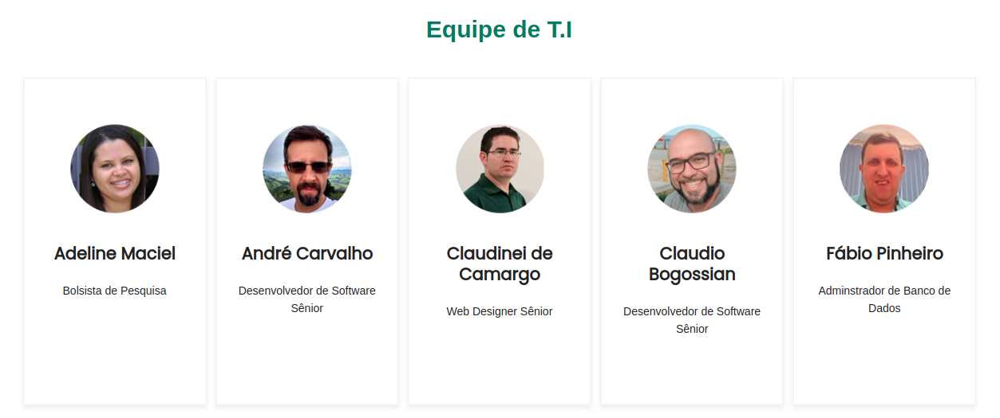 Equipe de T.I
Adeline Maciel
Bolsista de Pesquisa
André Carvalho
Desenvolvedor de Software
Sênior
Claudinei de
Camargo
Web Designer Sênior
Claudio
Bogossian
Desenvolvedor de Software
Sênior
Fábio Pinheiro
Adminstrador de Banco de
Dados